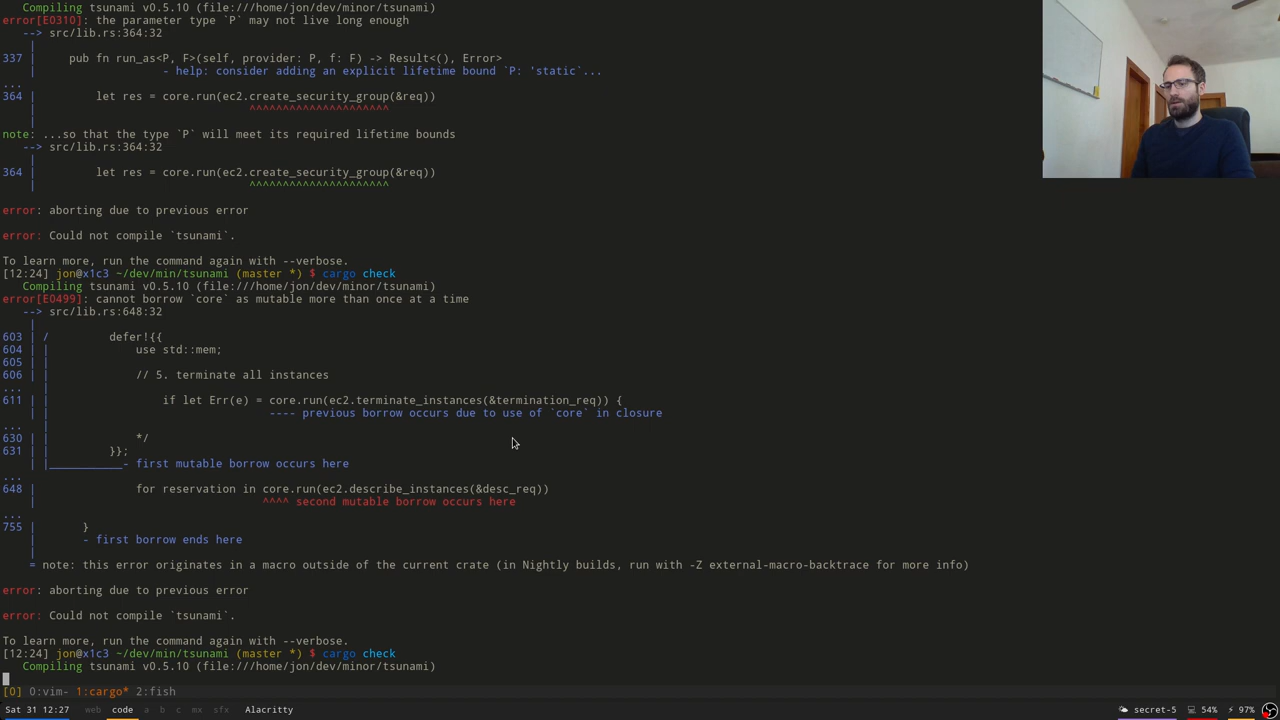 Compiling tsunami v0.5.10 (file:///home/jon/dev/minor/tsunami)
error[E0310]: the parameter type `P` may not live long enough
--> src/lib.rs:364:32
|
337 |     pub fn run_as<P, F>(self, provider: P, f: F) -> Result<(), Error>
|                   - help: consider adding an explicit lifetime bound `P: 'static`...
...
364 |         let res = core.run(ec2.create_security_group(&req))
|                                ^^^^^^^^^^^^^^^^^^^^^
|
note: ...so that the type `P` will meet its required lifetime bounds
--> src/lib.rs:364:32
|
364 |         let res = core.run(ec2.create_security_group(&req))
|                                ^^^^^^^^^^^^^^^^^^^^^
error: aborting due to previous error
error: Could not compile `tsunami`.
To learn more, run the command again with --verbose.
[12:24] jon@x1c3 ~/dev/min/tsunami (master *) $ cargo check
Compiling tsunami v0.5.10 (file:///home/jon/dev/minor/tsunami)
error[E0499]: cannot borrow `core` as mutable more than once at a time
--> src/lib.rs:648:32
|
603 | /         defer!{{
604 | |             use std::mem;
605 | |
606 | |             // 5. terminate all instances
... |
611 | |                 if let Err(e) = core.run(ec2.terminate_instances(&termination_req)) {
| |                                 ---- previous borrow occurs due to use of `core` in closure
... |
630 | |             */
631 | |         }};
| |___________- first mutable borrow occurs here
...
648 |             for reservation in core.run(ec2.describe_instances(&desc_req))
|                                ^^^^ second mutable borrow occurs here
...
755 |     }
|     - first borrow ends here
|
= note: this error originates in a macro outside of the current crate (in Nightly builds, run with -Z external-macro-backtrace for more info)
error: aborting due to previous error
error: Could not compile `tsunami`.
To learn more, run the command again with --verbose.
[12:24] jon@x1c3 ~/dev/min/tsunami (master *) $ cargo check
Compiling tsunami v0.5.10 (file:///home/jon/dev/minor/tsunami)
[0] 0:vim- 1:cargo* 2:fish
Sat 31 12:27 web code a b c mx sfx Alacritty secret-5 54% 97%